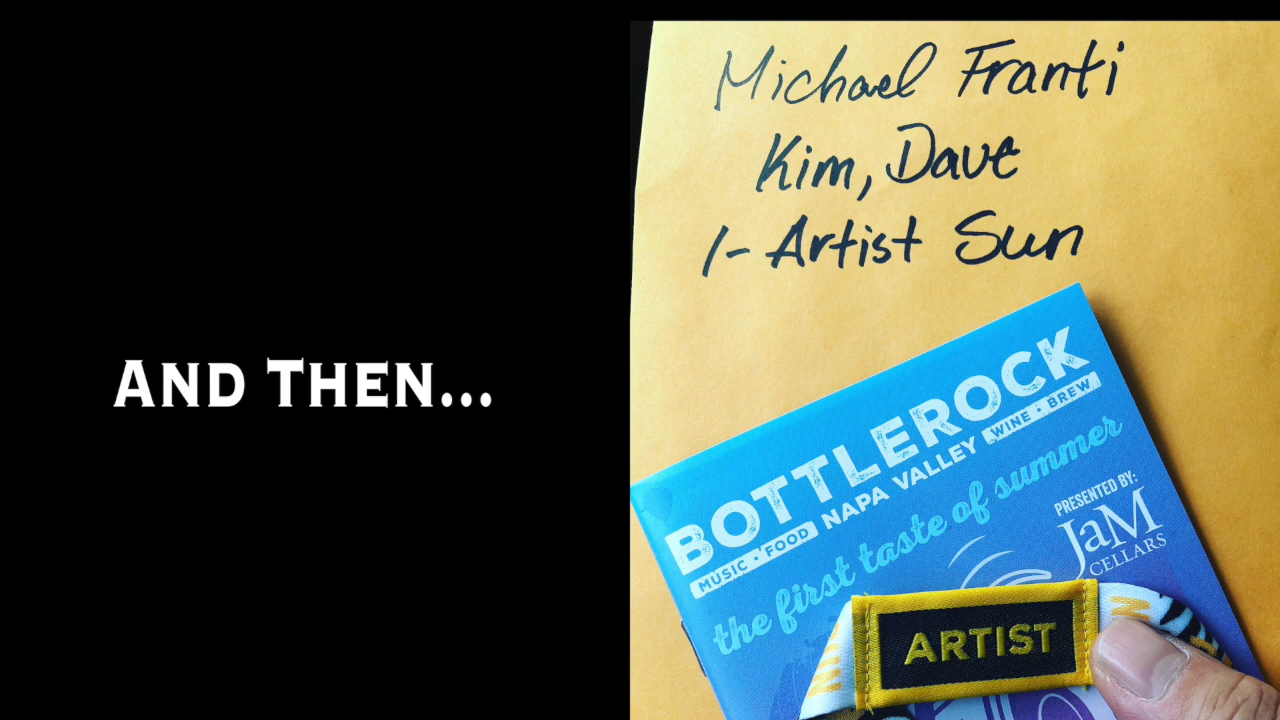 And Then...
Michael Franti
Kim, Dave
1- Artist Sun
BOTTLEROCK
MUSIC • FOOD NAPA VALLEY WINE • BREW
the first taste of summer
PRESENTED BY:
JaM
CELLARS
ARTIST